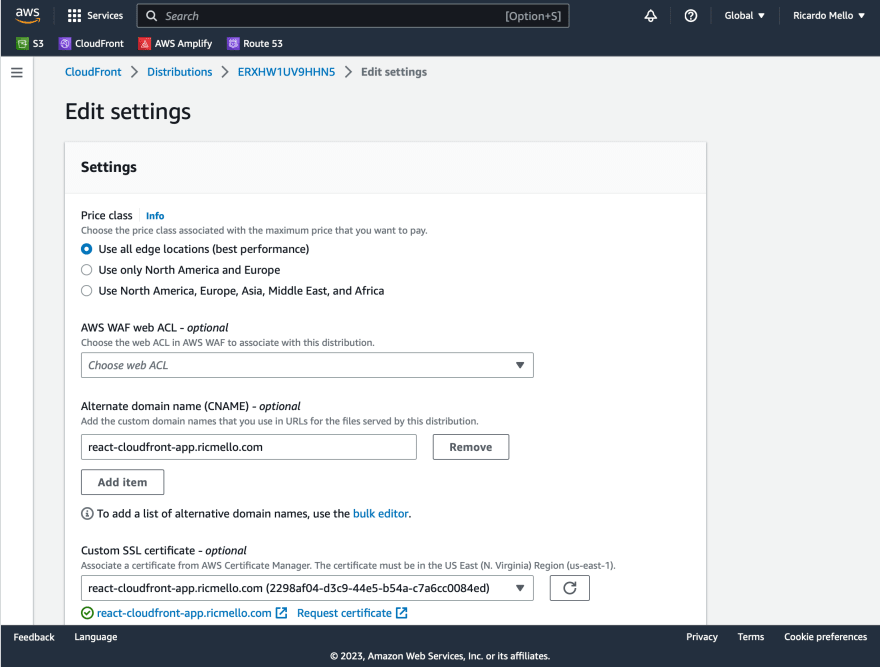 aws
Services
Search
[Option+S]
Global
Ricardo Mello
S3
CloudFront
AWS Amplify
Route 53
CloudFront
Distributions
ERXHW1UV9HHN5
Edit settings
Edit settings
Settings
Price class
Info
Choose the price class associated with the maximum price that you want to pay.
Use all edge locations (best performance)
Use only North America and Europe
Use North America, Europe, Asia, Middle East, and Africa
AWS WAF web ACL - optional
Choose the web ACL in AWS WAF to associate with this distribution.
Choose web ACL
Alternate domain name (CNAME) - optional
Add the custom domain names that you use in URLs for the files served by this distribution.
react-cloudfront-app.ricmello.com
Remove
Add item
To add a list of alternative domain names, use the bulk editor.
Custom SSL certificate - optional
Associate a certificate from AWS Certificate Manager. The certificate must be in the US East (N. Virginia) Region (us-east-1).
react-cloudfront-app.ricmello.com (2298af04-d3c9-44e5-b54a-c7a6cc0084ed)
react-cloudfront-app.ricmello.com
Request certificate
Feedback
Language
Privacy
Terms
Cookie preferences
© 2023, Amazon Web Services, Inc. or its affiliates.